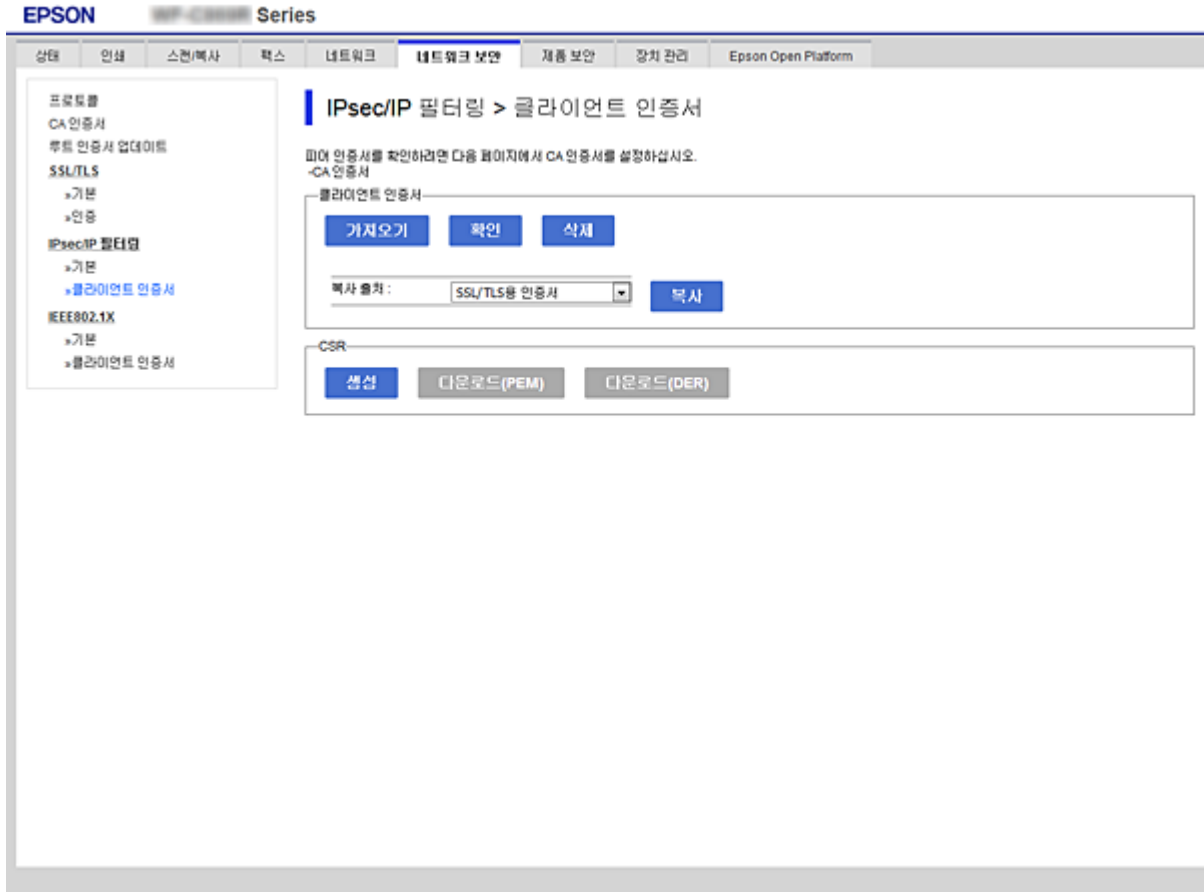 EPSON Series
상태 인쇄 스캔/복사 팩스 네트워크 네트워크 보안 제품 보안 장치 관리 Epson Open Platform
프로토콜
CA 인증서
루트 인증서 업데이트
SSL/TLS
»기본
»인증
IPsec/IP 필터링
»기본
»클라이언트 인증서
IEEE802.1X
»기본
»클라이언트 인증서
IPsec/IP 필터링 > 클라이언트 인증서
피어 인증서를 확인하려면 다음 페이지에서 CA 인증서를 설정하십시오.
-CA 인증서
클라이언트 인증서
가져오기 확인 삭제
복사 출처 : SSL/TLS용 인증서 복사
CSR
생성 다운로드(PEM) 다운로드(DER)